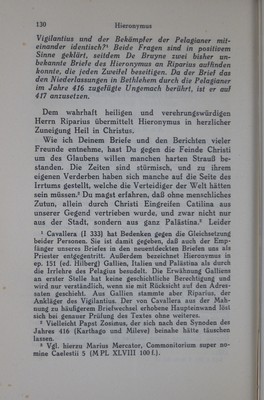 130 Hieronymus
Vigilantius und der Bekämpfer der Pelagianer mit-
einander identisch?¹ Beide Fragen sind in positivem
Sinne geklärt, seitdem De Bruyne zwei bisher un-
bekannte Briefe des Hieronymus an Riparius auffinden
konnte, die jeden Zweifel beseitigen. Da der Brief das
den Niederlassungen in Bethlehem durch die Pelagianer
im Jahre 416 zugefügte Ungemach berührt, ist er auf
417 anzusetzen.
Dem wahrhaft heiligen und verehrungswürdigen
Herrn Riparius übermittelt Hieronymus in herzlicher
Zuneigung Heil in Christus.
Wie ich Deinem Briefe und den Berichten vieler
Freunde entnehme, hast Du gegen die Feinde Christi
um des Glaubens willen manchen harten Strauß be-
standen. Die Zeiten sind stürmisch, und zu ihrem
eigenen Verderben haben sich manche auf die Seite des
Irrtums gestellt, welche die Verteidiger der Welt hätten
sein müssen.² Du magst erfahren, daß ohne menschliches
Zutun, allein durch Christi Eingreifen Catilina aus
unserer Gegend vertrieben wurde, und zwar nicht nur
aus der Stadt, sondern aus ganz Palästina.³ Leider
¹ Cavallera (I 333) hat Bedenken gegen die Gleichsetzung
beider Personen. Sie ist damit gegeben, daß auch der Emp-
fänger unseres Briefes in den neuentdeckten Briefen uns als
Priester entgegentritt. Außerdem bezeichnet Hieronymus in
ep. 151 (ed. Hilberg) Gallien, Italien und Palästina als durch
die Irrlehre des Pelagius besudelt. Die Erwähnung Galliens
an erster Stelle hat keine geschichtliche Berechtigung und
wird nur verständlich, wenn sie mit Rücksicht auf den Adres-
saten geschieht. Aus Gallien stammte aber Riparius, der
Ankläger des Vigilantius. Der von Cavallera aus der Mah-
nung zu häufigerem Briefwechsel erhobene Haupteinwand löst
sich bei genauer Prüfung des Textes ohne weiteres.
² Vielleicht Papst Zosimus, der sich nach den Synoden des
Jahres 416 (Karthago und Mileve) beinahe hätte täuschen
lassen.
³ Vgl. hierzu Marius Mercator, Commonitorium super no-
mine Caelestii 5 (M PL XLVIII 100 f.).